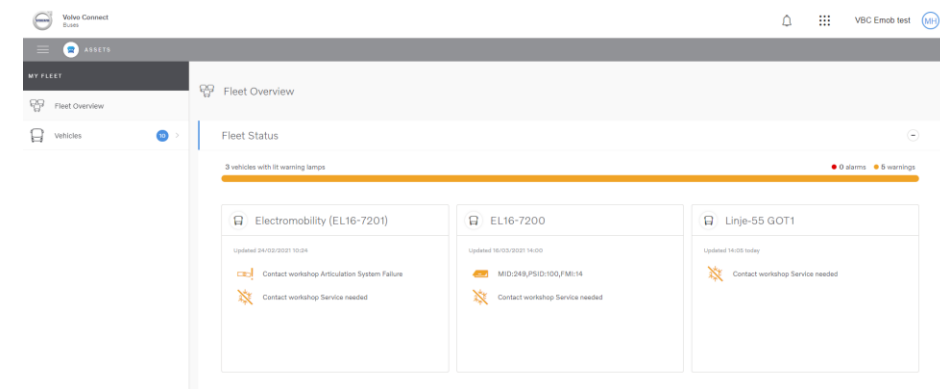 Volvo Connect
Buses
VBC Emob test
MH
ASSETS
MY FLEET
Fleet Overview
Vehicles
10
Fleet Overview
Fleet Status
3 vehicles with lit warning lamps
0 alarms
5 warnings
Electromobility (EL16-7201)
Updated 24/02/2021 10:24
Contact workshop Articulation System Failure
Contact workshop Service needed
EL16-7200
Updated 16/03/2021 14:00
MID:249,PSID:100,FMI:14
Contact workshop Service needed
Linje-55 GOT1
Updated 14:05 today
Contact workshop Service needed